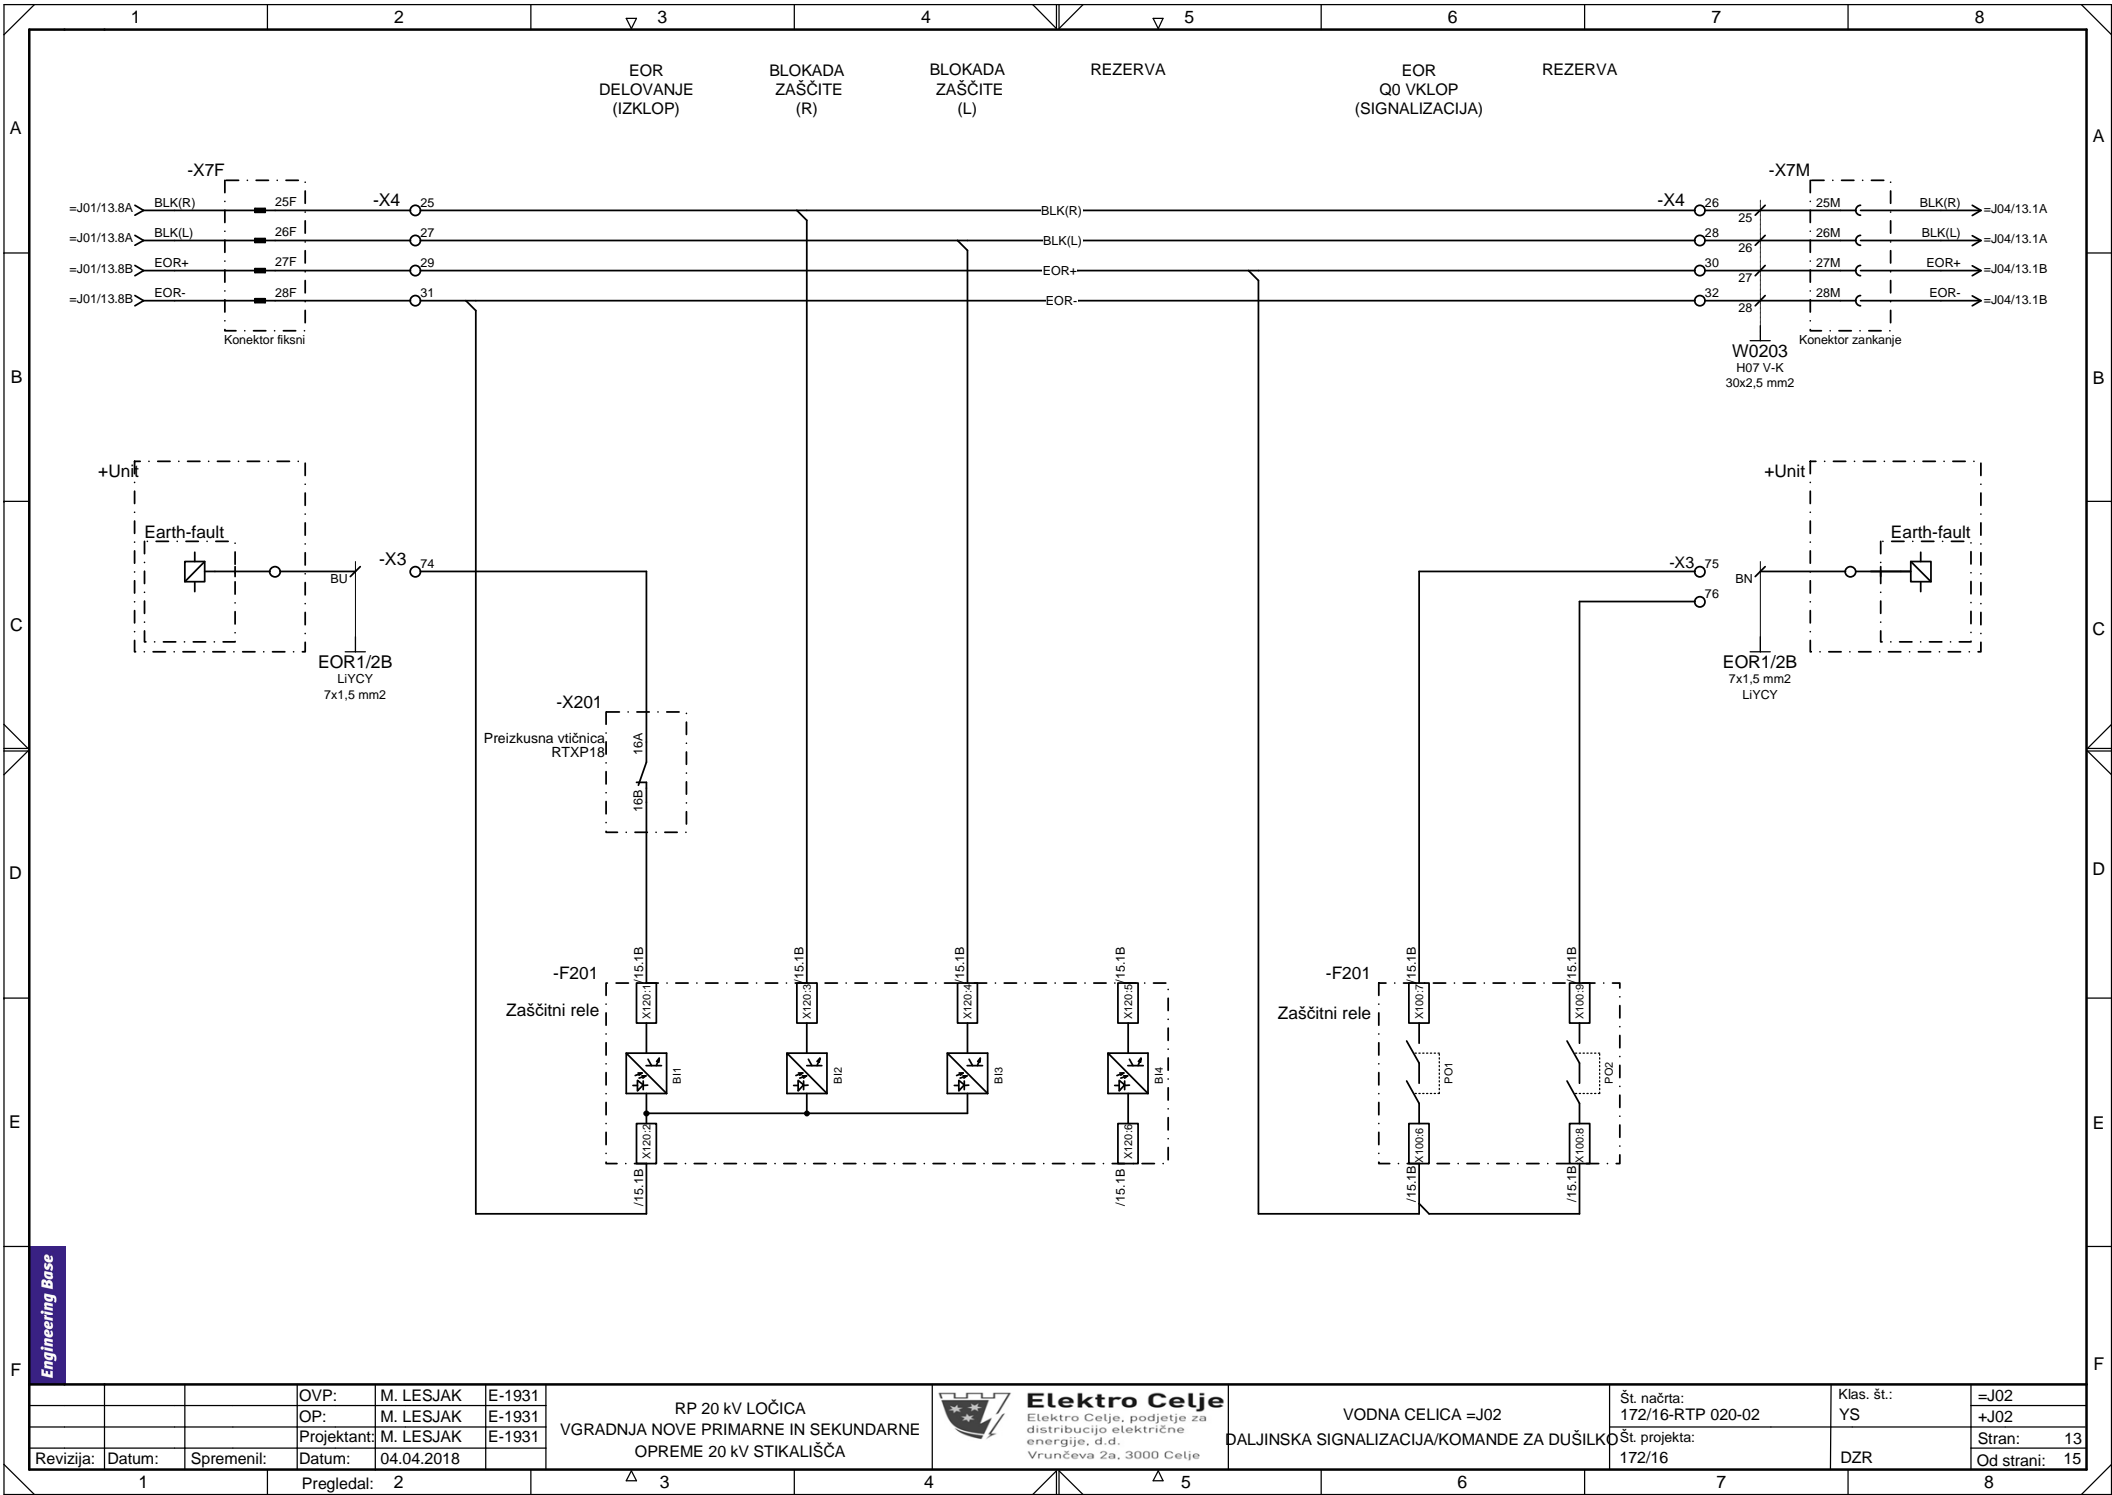 1 2 3 4 5 6 7 8
EOR
DELOVANJE
(IZKLOP)
BLOKADA
ZAŠČITE
(R)
BLOKADA
ZAŠČITE
(L)
REZERVA
EOR
Q0 VKLOP
(SIGNALIZACIJA)
REZERVA
A
A
-X7F
-X7M
=J01/13.8A BLK(R) 25F -X4 25 BLK(R) -X4 26 25 25M BLK(R) =J04/13.1A
=J01/13.8A BLK(L) 26F 27 BLK(L) 28 26 26M BLK(L) =J04/13.1A
=J01/13.8B EOR+ 27F 29 EOR+ 30 27 27M EOR+ =J04/13.1B
=J01/13.8B EOR- 28F 31 EOR- 32 28 28M EOR- =J04/13.1B
Konektor fiksni
Konektor zankanje
W0203
H07 V-K
30x2,5 mm2
B
B
+Unit
+Unit
Earth-fault
Earth-fault
BU
-X3 74
-X3 75
76
BN
C
C
EOR1/2B
LiYCY
7x1,5 mm2
EOR1/2B
7x1,5 mm2
LiYCY
-X201
Preizkusna vtičnica
RTXP18
16A
16B
D
D
-F201
/15.1B
/15.1B
/15.1B
/15.1B
-F201
/15.1B
/15.1B
Zaščitni rele
X120:1
X120:3
X120:4
X120:5
Zaščitni rele
X100:7
X100:9
BI1
BI2
BI3
BI4
PO1
PO2
E
E
X120:2
X120:6
X100:6
X100:8
/15.1B
/15.1B
/15.1B
/15.1B
Engineering Base
F
F
OVP: M. LESJAK E-1931
OP: M. LESJAK E-1931
Projektant: M. LESJAK E-1931
Revizija: Datum: Spremenil: Datum: 04.04.2018
Pregledal:
RP 20 kV LOČICA
VGRADNJA NOVE PRIMARNE IN SEKUNDARNE
OPREME 20 kV STIKALIŠČA
Elektro Celje
Elektro Celje, podjetje za
distribucijo električne
energije, d.d.
Vrunčeva 2a, 3000 Celje
VODNA CELICA =J02
DALJINSKA SIGNALIZACIJA/KOMANDE ZA DUŠILKO
Št. načrta:
172/16-RTP 020-02
Št. projekta:
172/16
Klas. št.:
YS
DZR
=J02
+J02
Stran: 13
Od strani: 15
1 2 3 4 5 6 7 8